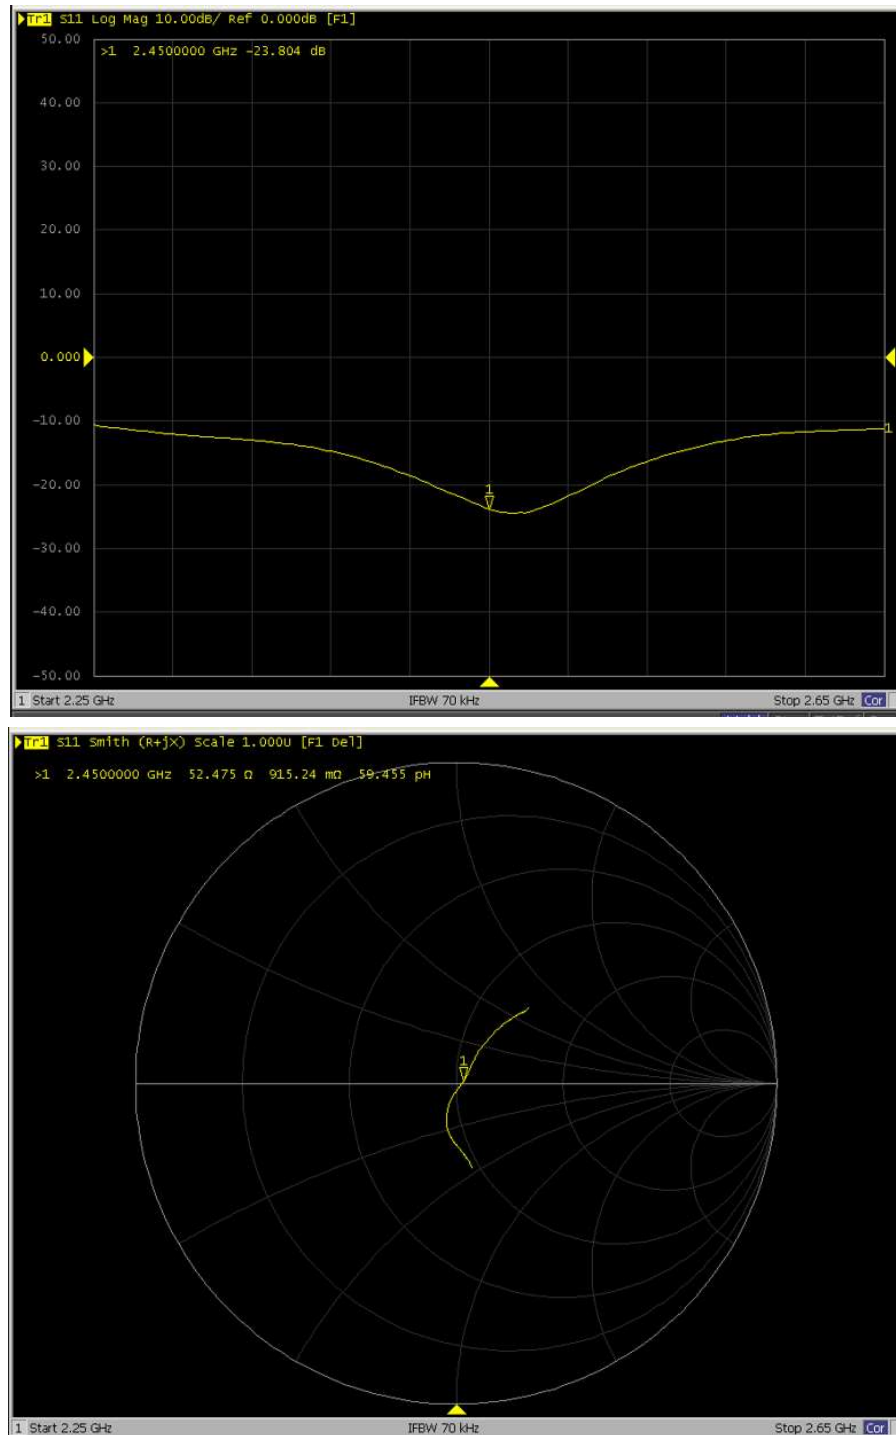 Tr1 S11 Log Mag 10.00dB/ Ref 0.000dB [F1]
50.00
>1 2.4500000 GHz -23.804 dB
40.00
30.00
20.00
10.00
0.000
-10.00
1
-20.00
1
-30.00
-40.00
-50.00
1 Start 2.25 GHz IFBW 70 kHz Stop 2.65 GHz Cor
Tr1 S11 Smith (R+jX) Scale 1.000U [F1 Del]
>1 2.4500000 GHz 52.475 Ω 915.24 mΩ 59.455 pH
1
1 Start 2.25 GHz IFBW 70 kHz Stop 2.65 GHz Cor